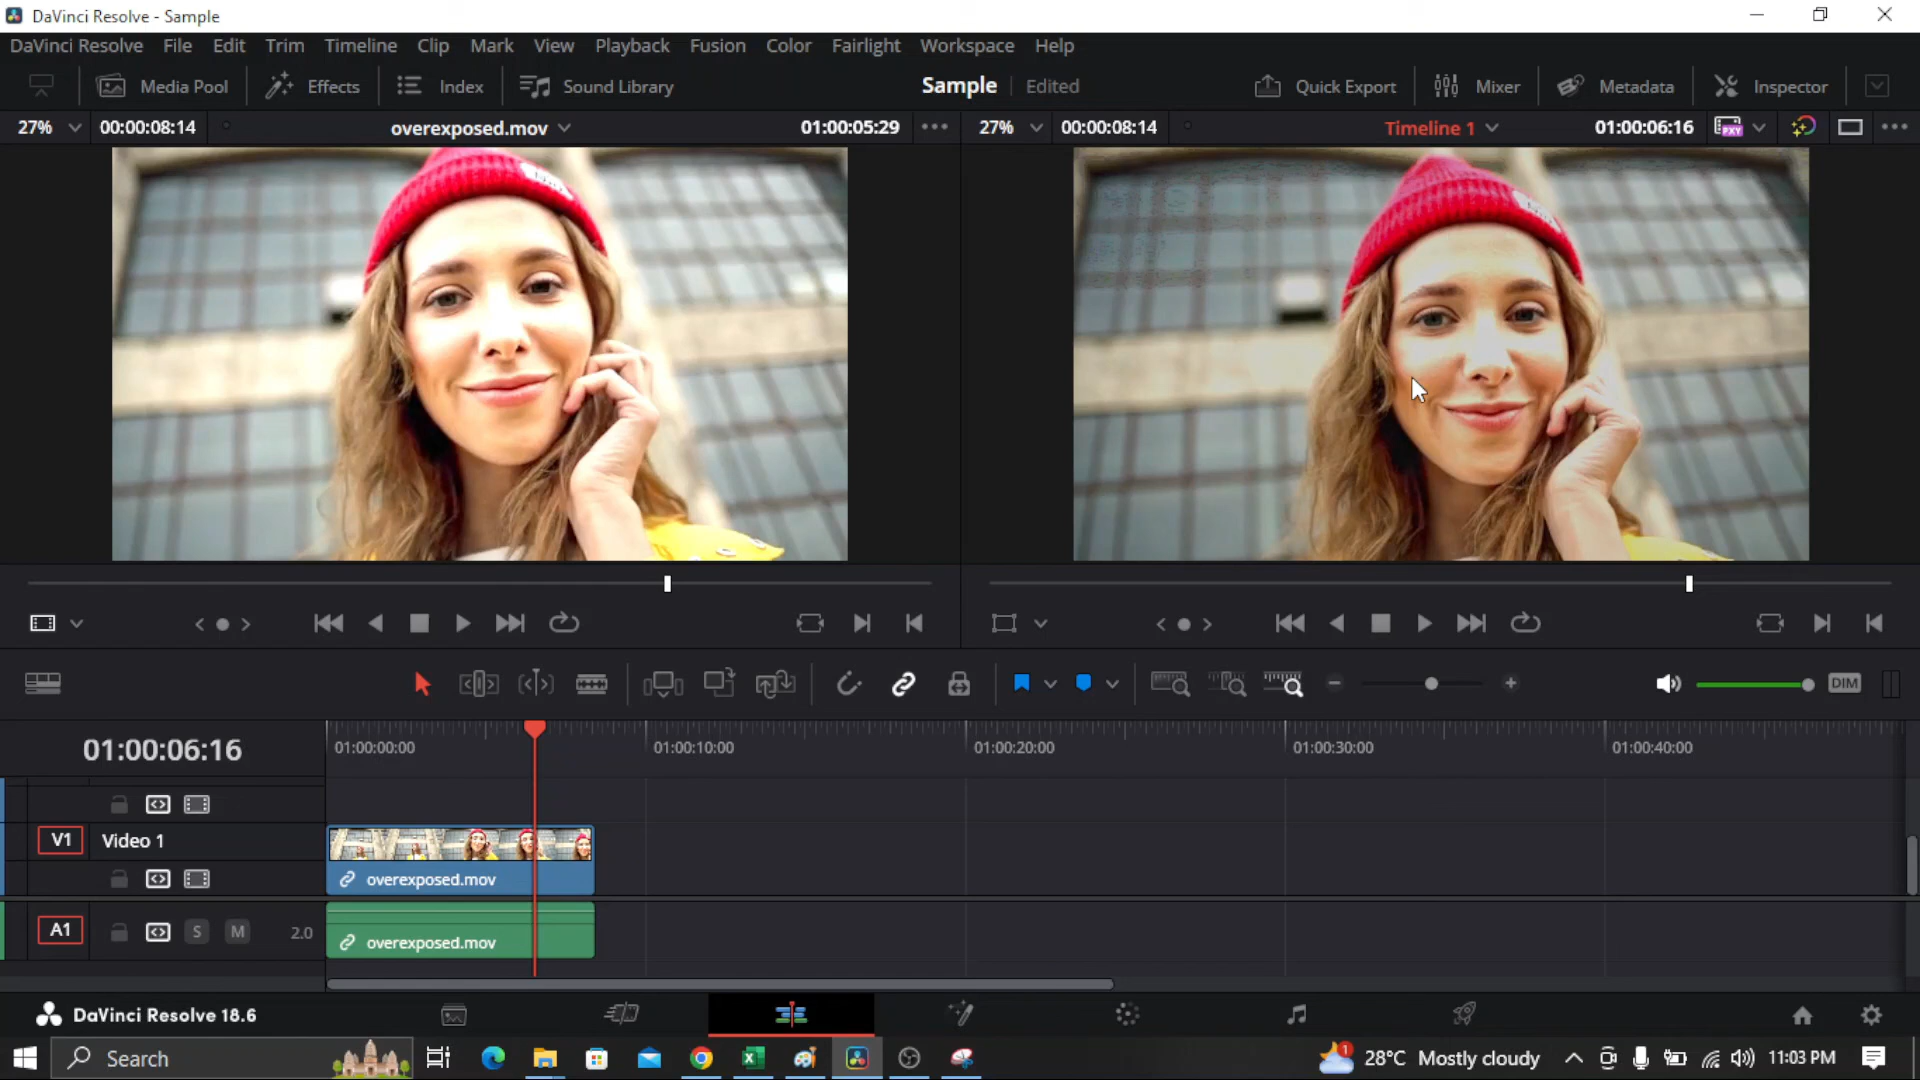 DaVinci Resolve - Sample
DaVinci Resolve File Edit Trim Timeline Clip Mark View Playback Fusion Color Fairlight Workspace Help
Media Pool Effects Index Sound Library Sample Edited Quick Export Mixer Metadata Inspector
27% 00:00:08:14 overexposed.mov 01:00:05:29 27% 00:00:08:14 Timeline 1 01:00:06:16 PXY
DIM
01:00:06:16 01:00:00:00 01:00:10:00 01:00:20:00 01:00:30:00 01:00:40:00
V1 Video 1
overexposed.mov
A1 S M 2.0
overexposed.mov
DaVinci Resolve 18.6
Search 1 28°C Mostly cloudy 11:03 PM